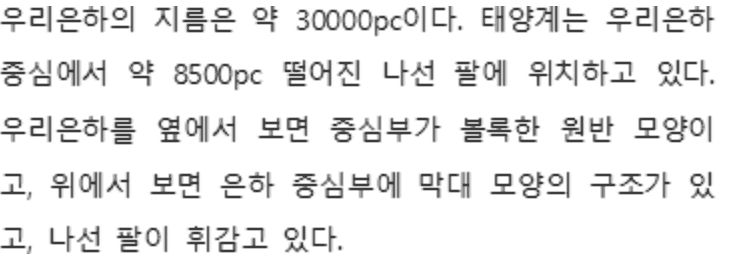 우리은하의 지름은 약 30000pc이다. 태양계는 우리은하
중심에서 약 8500pc 떨어진 나선 팔에 위치하고 있다.
우리은하를 옆에서 보면 중심부가 볼록한 원반 모양이
고, 위에서 보면 은하 중심부에 막대 모양의 구조가 있
고, 나선 팔이 휘감고 있다.